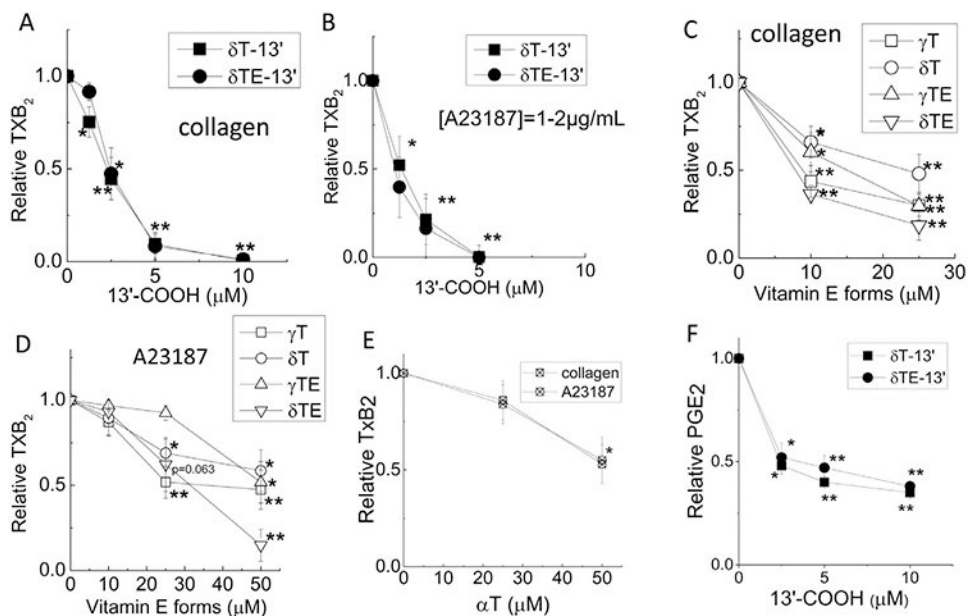 A
δT-13'
δTE-13'
collagen
Relative TXB₂
1.0
0.5
0.0
*
*
**
**
**
0
5
10
13'-COOH (μM)
B
δT-13'
δTE-13'
[A23187]=1-2μg/mL
Relative TXB₂
1.0
0.5
0.0
*
**
**
0
5
10
13'-COOH (μM)
C
collagen
γT
δT
γTE
δTE
Relative TXB₂
1.0
0.5
0.0
*
*
**
**
**
**
**
**
0
10
20
30
Vitamin E forms (μM)
D
A23187
γT
δT
γTE
δTE
Relative TXB₂
1.0
0.5
0.0
*
p=0.063
**
*
*
**
**
0
10
20
30
40
50
Vitamin E forms (μM)
E
collagen
A23187
Relative TxB2
1.0
0.5
0.0
*
0
25
50
αT (μM)
F
δT-13'
δTE-13'
Relative PGE2
1.0
0.5
0.0
*
*
**
**
**
**
0
5
10
13'-COOH (μM)